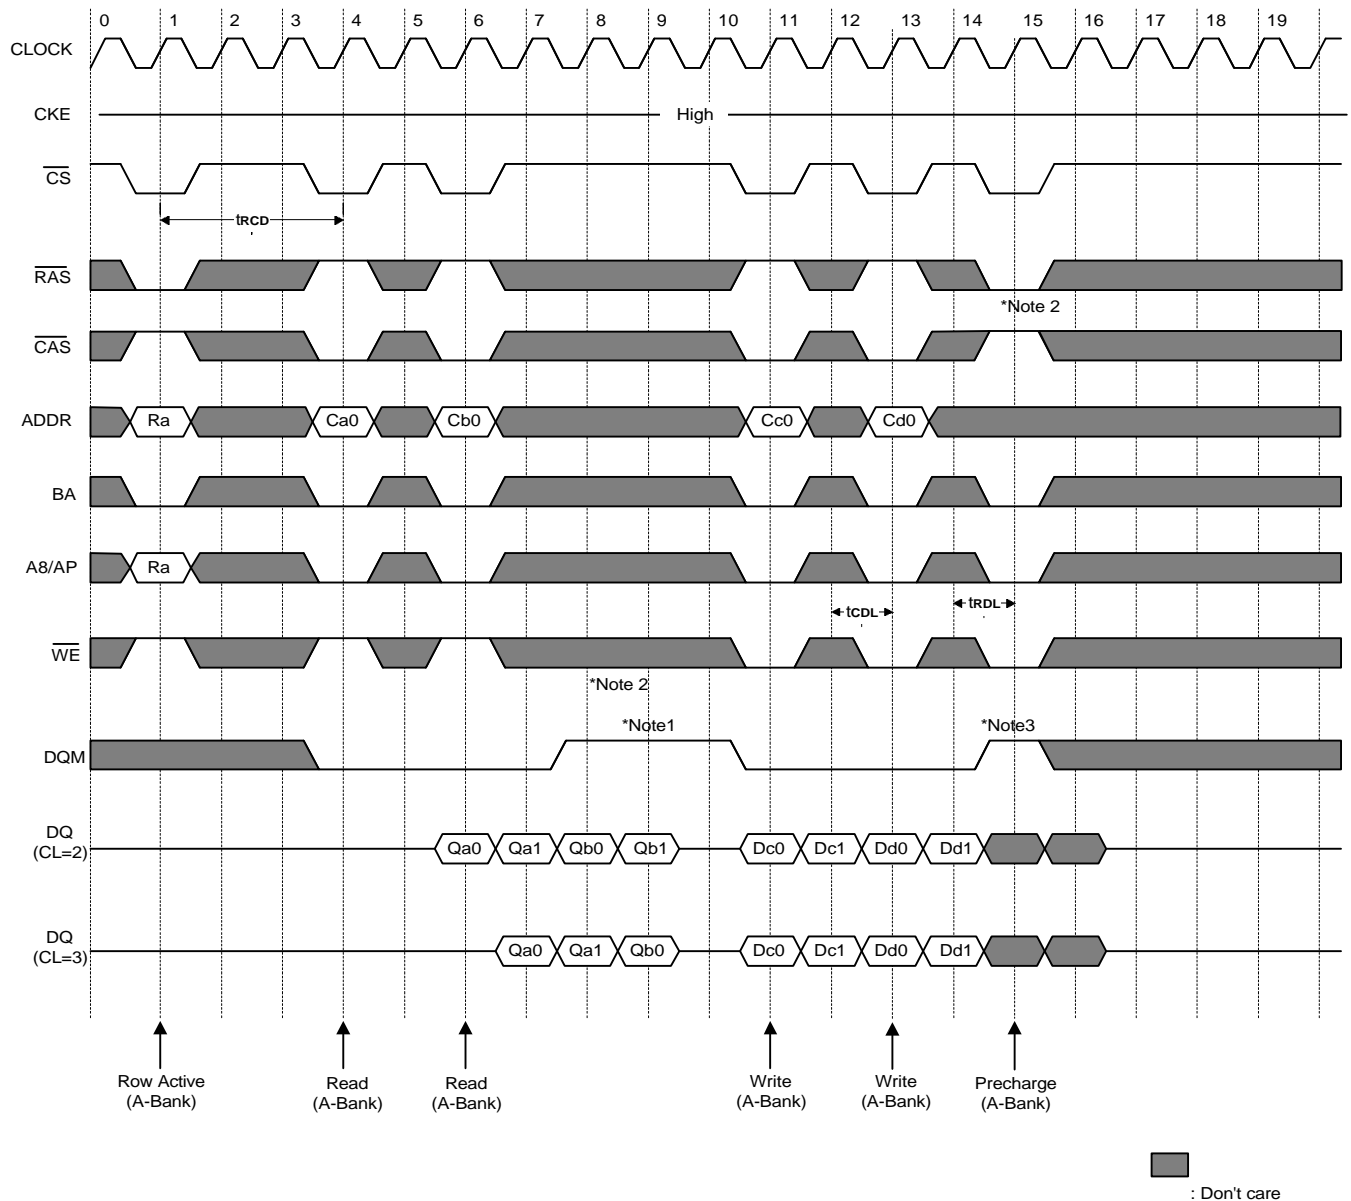 0 1 2 3 4 5 6 7 8 9 10 11 12 13 14 15 16 17 18 19
CLOCK
CKE High
CS
tRCD
RAS
*Note 2
CAS
ADDR Ra Ca0 Cb0 Cc0 Cd0
BA
A8/AP Ra
tCDL tRDL
WE
*Note 2
*Note1 *Note3
DQM
DQ
(CL=2) Qa0 Qa1 Qb0 Qb1 Dc0 Dc1 Dd0 Dd1
DQ
(CL=3) Qa0 Qa1 Qb0 Dc0 Dc1 Dd0 Dd1
Row Active Read Read Write Write Precharge
(A-Bank) (A-Bank) (A-Bank) (A-Bank) (A-Bank) (A-Bank)
: Don't care